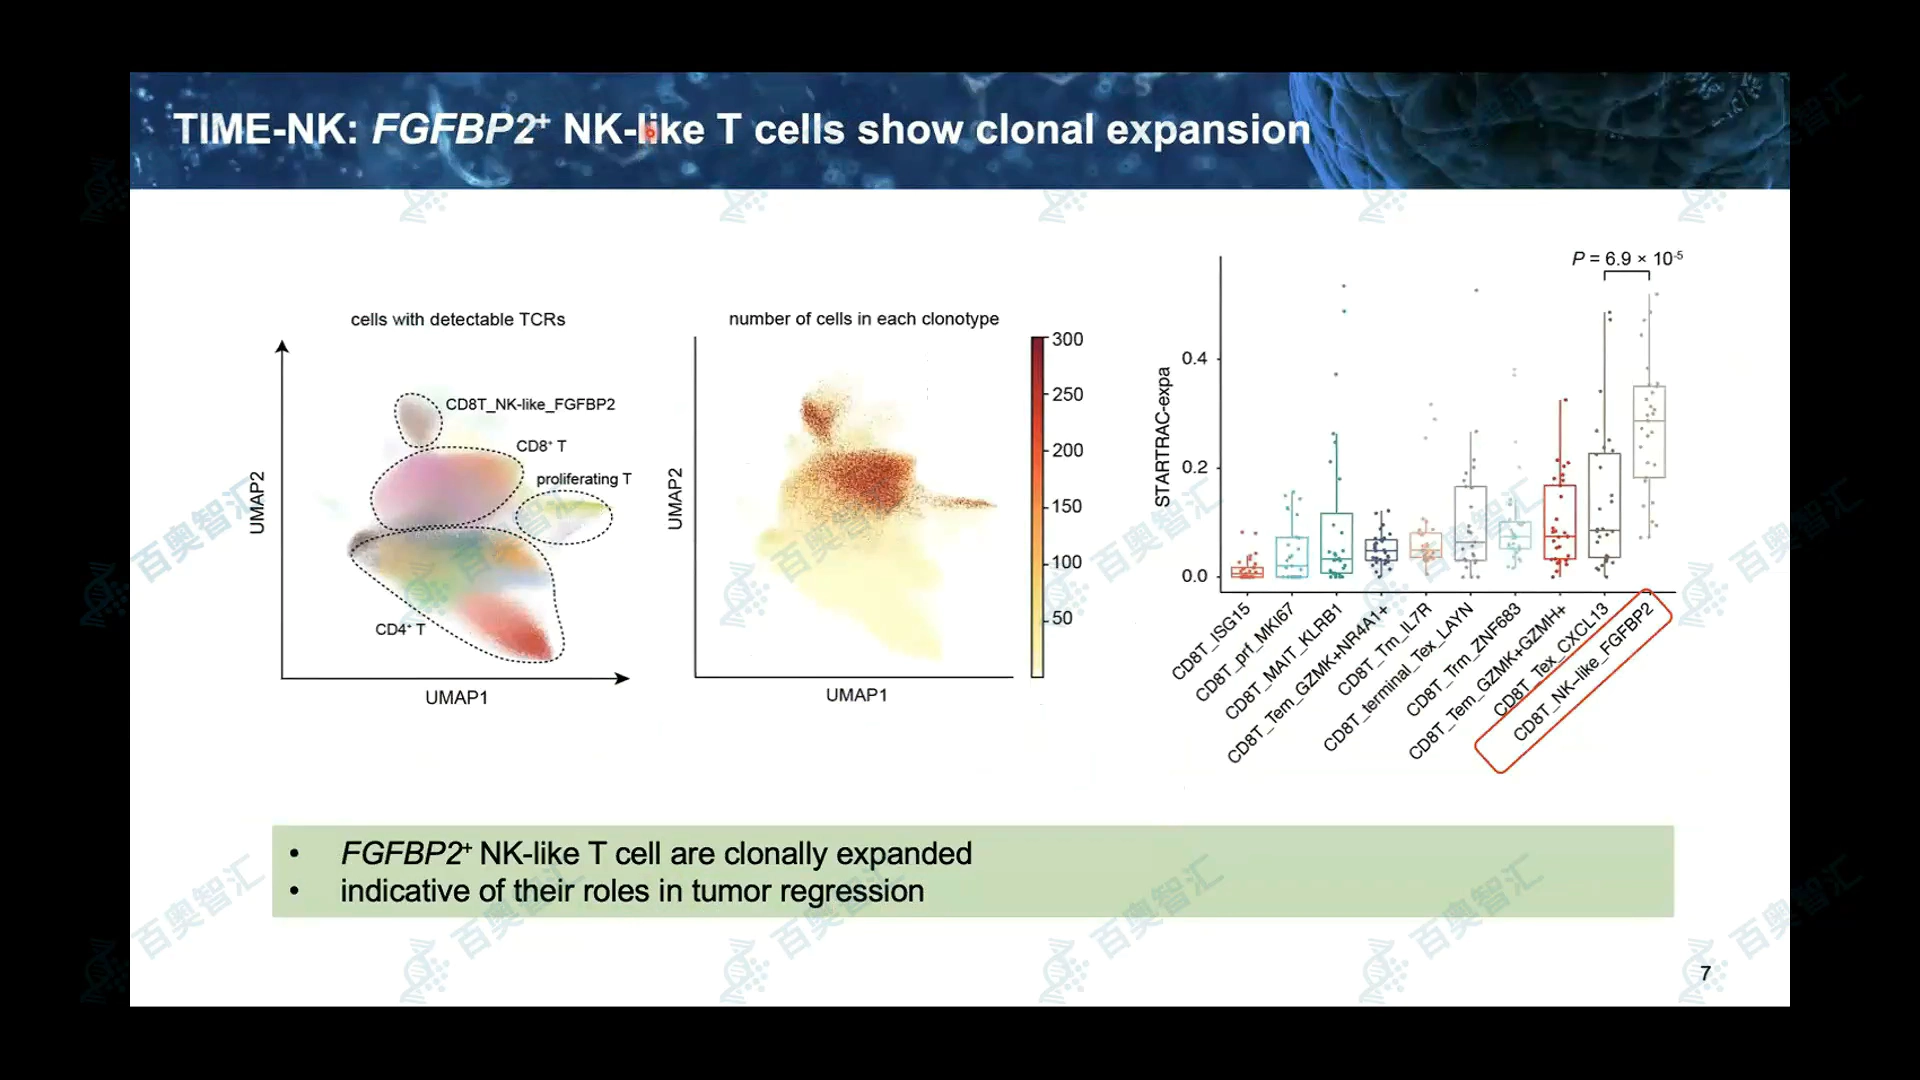 TIME-NK: FGFBP2+ NK-like T cells show clonal expansion
cells with detectable TCRs
CD8T_NK-like_FGFBP2
CD8+ T
proliferating T
CD4+ T
UMAP2
UMAP1
number of cells in each clonotype
UMAP2
UMAP1
300
250
200
150
100
50
P = 6.9 × 10-5
STARTRAC-expa
0.4
0.2
0.0
CD8T_ISG15
CD8T_prf_MKI67
CD8T_MAIT_KLRB1
CD8T_Tem_GZMK+NR4A1+
CD8T_Tm_IL7R
CD8T_terminal_Tex_LAYN
CD8T_Trm_ZNF683
CD8T_Tem_GZMK+GZMH+
CD8T_Tex_CXCL13
CD8T_NK-like_FGFBP2
• FGFBP2+ NK-like T cell are clonally expanded
• indicative of their roles in tumor regression
7
百奥智汇